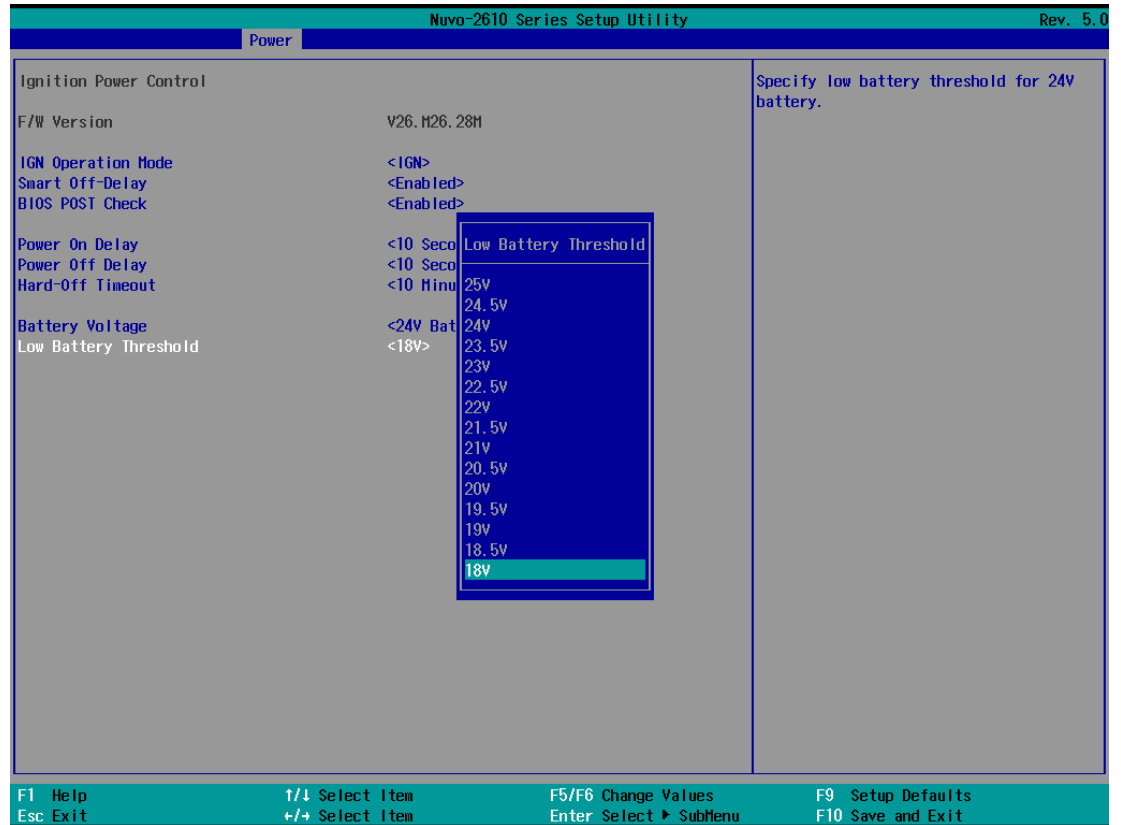 Nuvo-2610 Series Setup Utility Rev. 5.0
Power
Ignition Power Control
F/W Version V26.M26.28M
IGN Operation Mode <IGN>
Smart Off-Delay <Enabled>
BIOS POST Check <Enabled>
Power On Delay <10 Seco
Power Off Delay <10 Seco
Hard-Off Timeout <10 Minu
Battery Voltage <24V Bat
Low Battery Threshold <18V>
Low Battery Threshold
25V
24.5V
24V
23.5V
23V
22.5V
22V
21.5V
21V
20.5V
20V
19.5V
19V
18.5V
18V
Specify low battery threshold for 24V
battery.
F1 Help ↑/↓ Select Item F5/F6 Change Values F9 Setup Defaults
Esc Exit ←/→ Select Item Enter Select ▶ SubMenu F10 Save and Exit